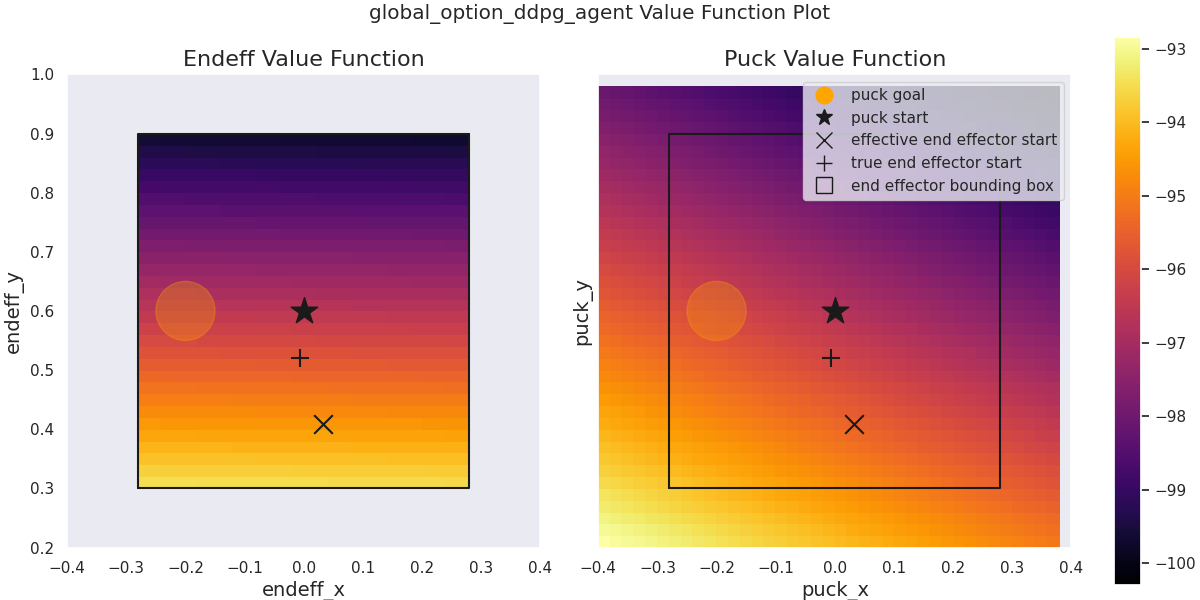 global_option_ddpg_agent Value Function Plot
Endeff Value Function
endeff_y
1.0
0.9
0.8
0.7
0.6
0.5
0.4
0.3
0.2
−0.4 −0.3 −0.2 −0.1 0.0 0.1 0.2 0.3 0.4
endeff_x
Puck Value Function
puck goal
puck start
effective end effector start
true end effector start
end effector bounding box
puck_y
−0.4 −0.3 −0.2 −0.1 0.0 0.1 0.2 0.3 0.4
puck_x
−93
−94
−95
−96
−97
−98
−99
−100